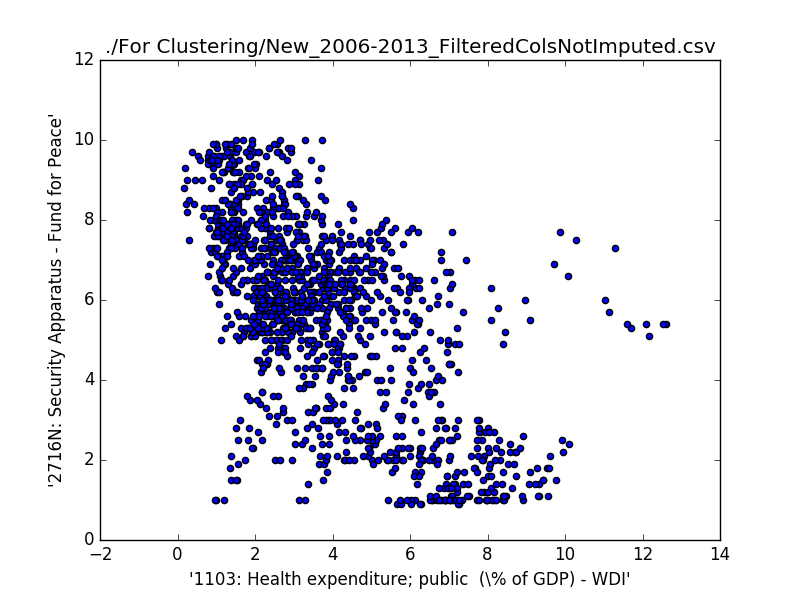 ./For Clustering/New_2006-2013_FilteredColsNotImputed.csv
'2716N: Security Apparatus - Fund for Peace'
12
10
8
6
4
2
0
−2 0 2 4 6 8 10 12 14
'1103: Health expenditure; public  (\% of GDP) - WDI'